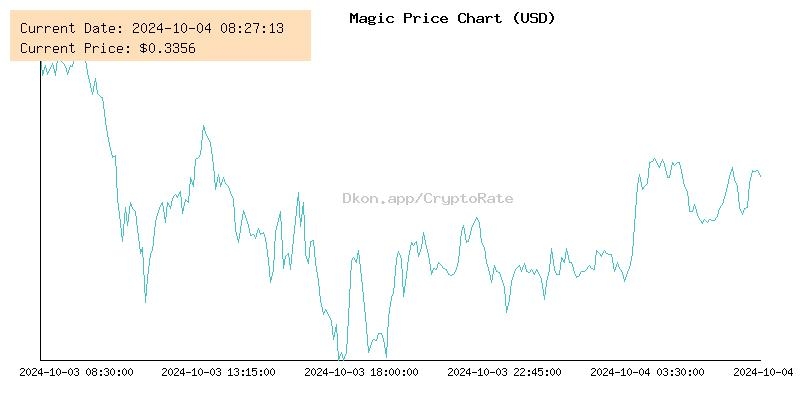 Magic Price Chart (USD)
Current Date: 2024-10-04 08:27:13
Current Price: $0.3356
Dkon.app/CryptoRate
2024-10-03 08:30:00 2024-10-03 13:15:00 2024-10-03 18:00:00 2024-10-03 22:45:00 2024-10-04 03:30:00 2024-10-04